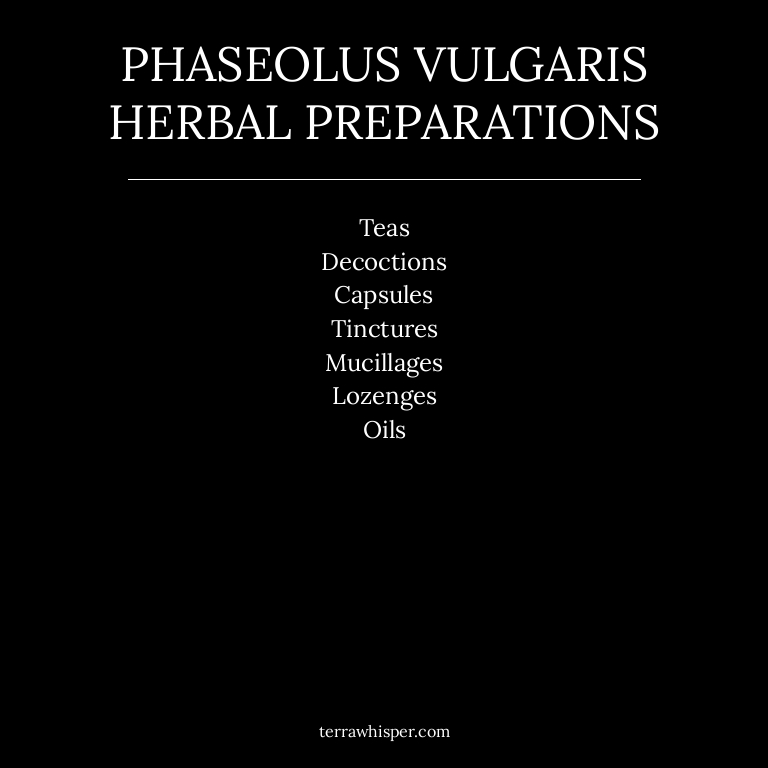 PHASEOLUS VULGARIS
HERBAL PREPARATIONS
Teas
Decoctions
Capsules
Tinctures
Mucillages
Lozenges
Oils
terrawhisper.com